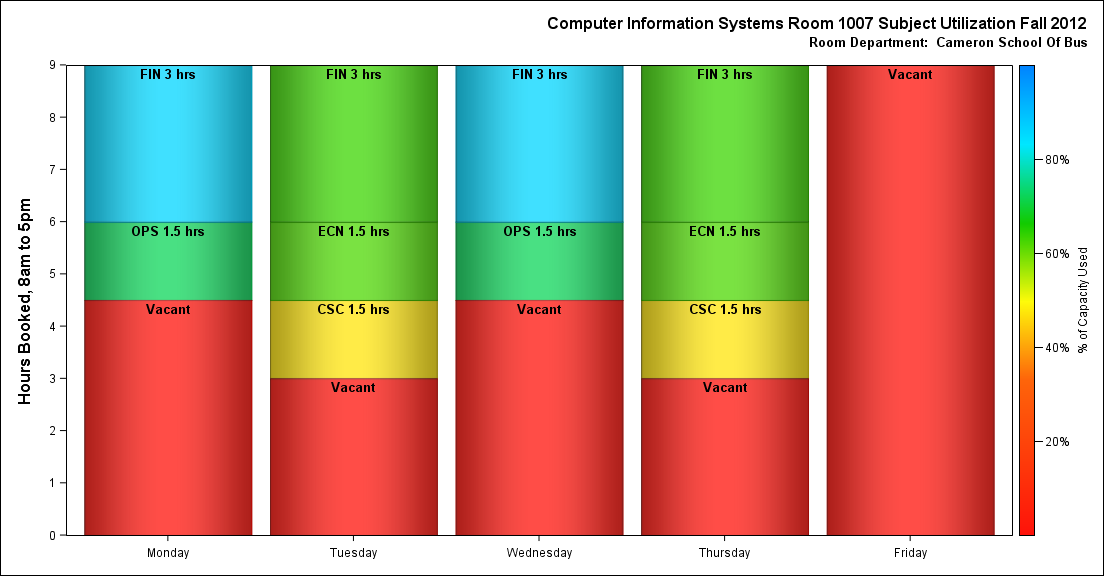 Computer Information Systems Room 1007 Subject Utilization Fall 2012
Room Department:  Cameron School Of Bus
Hours Booked, 8am to 5pm
9
8
7
6
5
4
3
2
1
0
FIN 3 hrs
OPS 1.5 hrs
Vacant
FIN 3 hrs
ECN 1.5 hrs
CSC 1.5 hrs
Vacant
FIN 3 hrs
OPS 1.5 hrs
Vacant
FIN 3 hrs
ECN 1.5 hrs
CSC 1.5 hrs
Vacant
Vacant
Monday
Tuesday
Wednesday
Thursday
Friday
80%
60%
40%
20%
% of Capacity Used